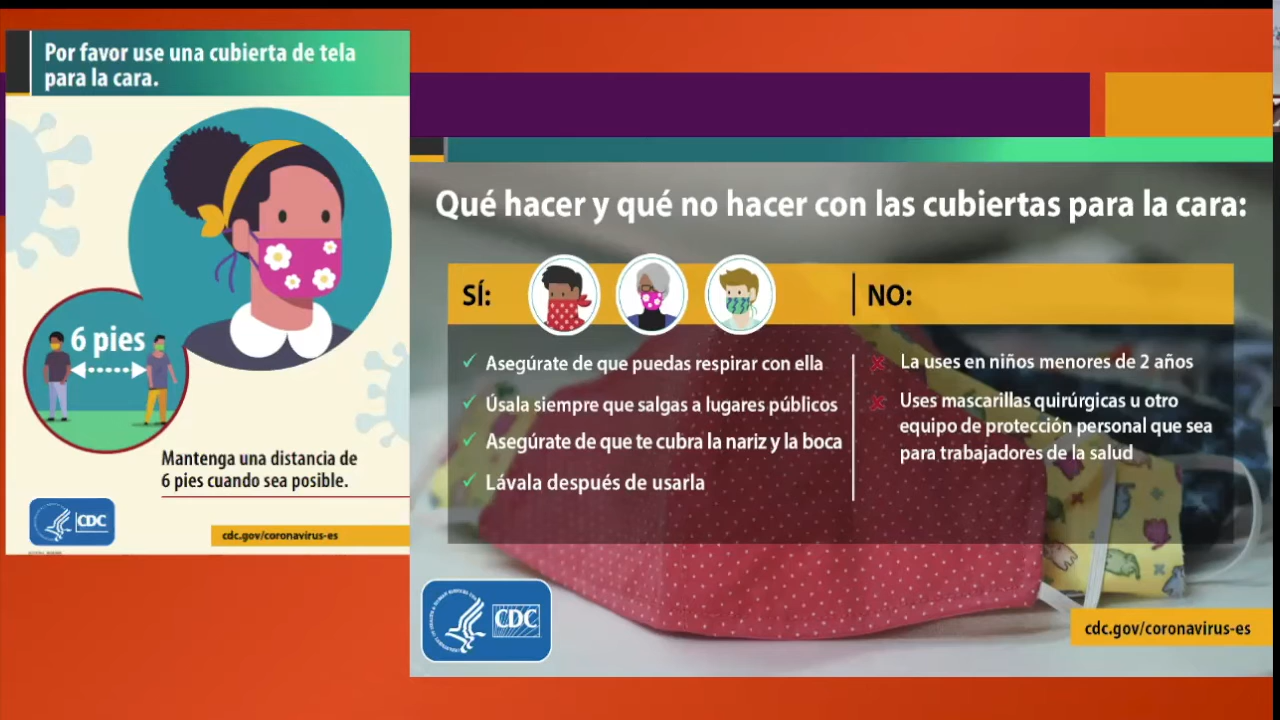 Por favor use una cubierta de tela
para la cara.
6 pies
Mantenga una distancia de
6 pies cuando sea posible.
CDC
cdc.gov/coronavirus-es
Qué hacer y qué no hacer con las cubiertas para la cara:
SÍ:
Asegúrate de que puedas respirar con ella
Úsala siempre que salgas a lugares públicos
Asegúrate de que te cubra la nariz y la boca
Lávala después de usarla
NO:
La uses en niños menores de 2 años
Uses mascarillas quirúrgicas u otro
equipo de protección personal que sea
para trabajadores de la salud
CDC
cdc.gov/coronavirus-es